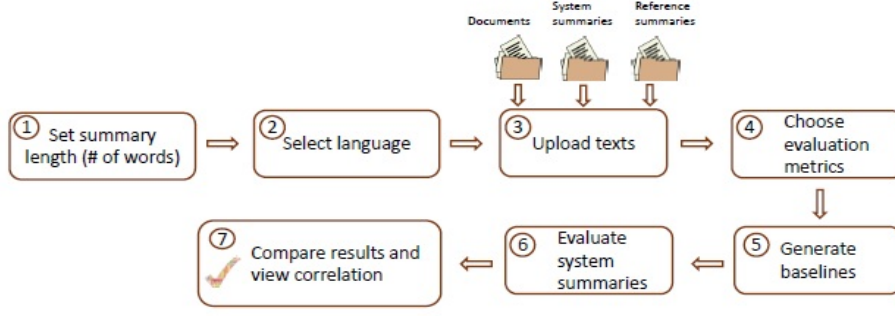 Documents
System
summaries
Reference
summaries
1
Set summary
length (# of words)
2
Select language
3
Upload texts
4
Choose
evaluation
metrics
5
Generate
baselines
6
Evaluate
system
summaries
7
Compare results and
view correlation